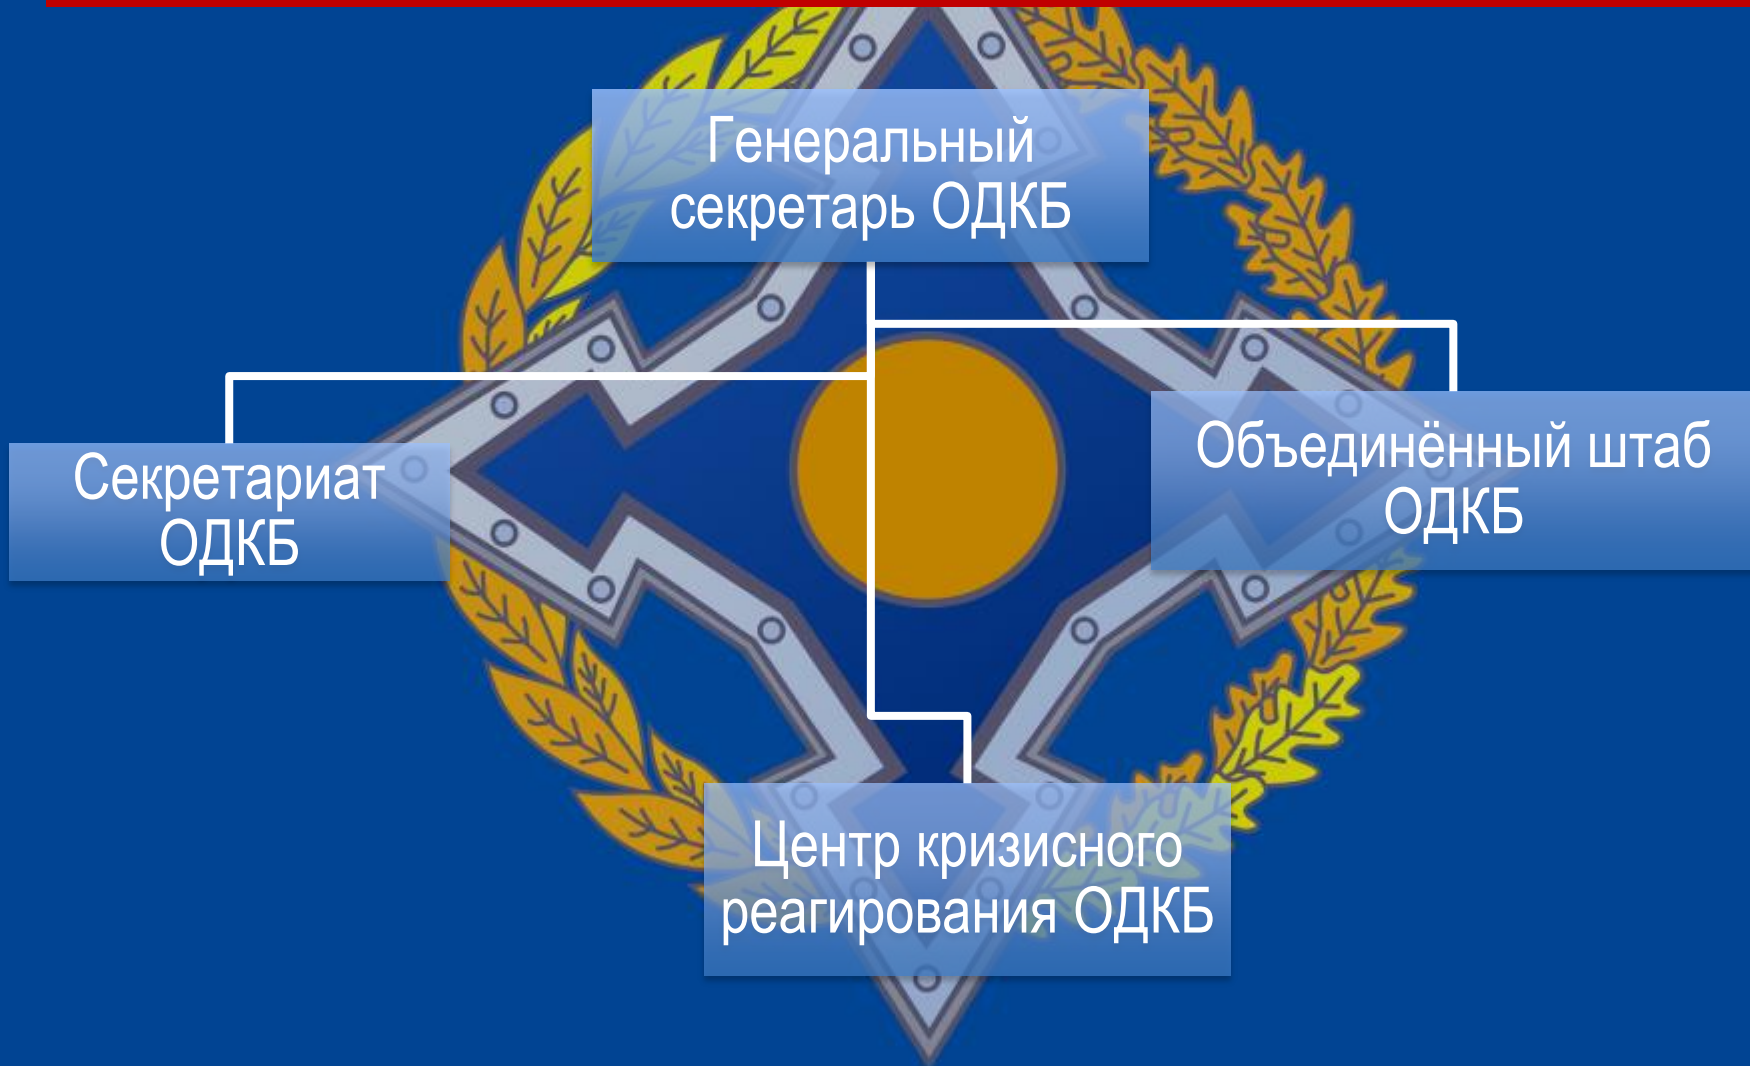 Генеральный
секретарь ОДКБ
Секретариат
ОДКБ
Объединённый штаб
ОДКБ
Центр кризисного
реагирования ОДКБ